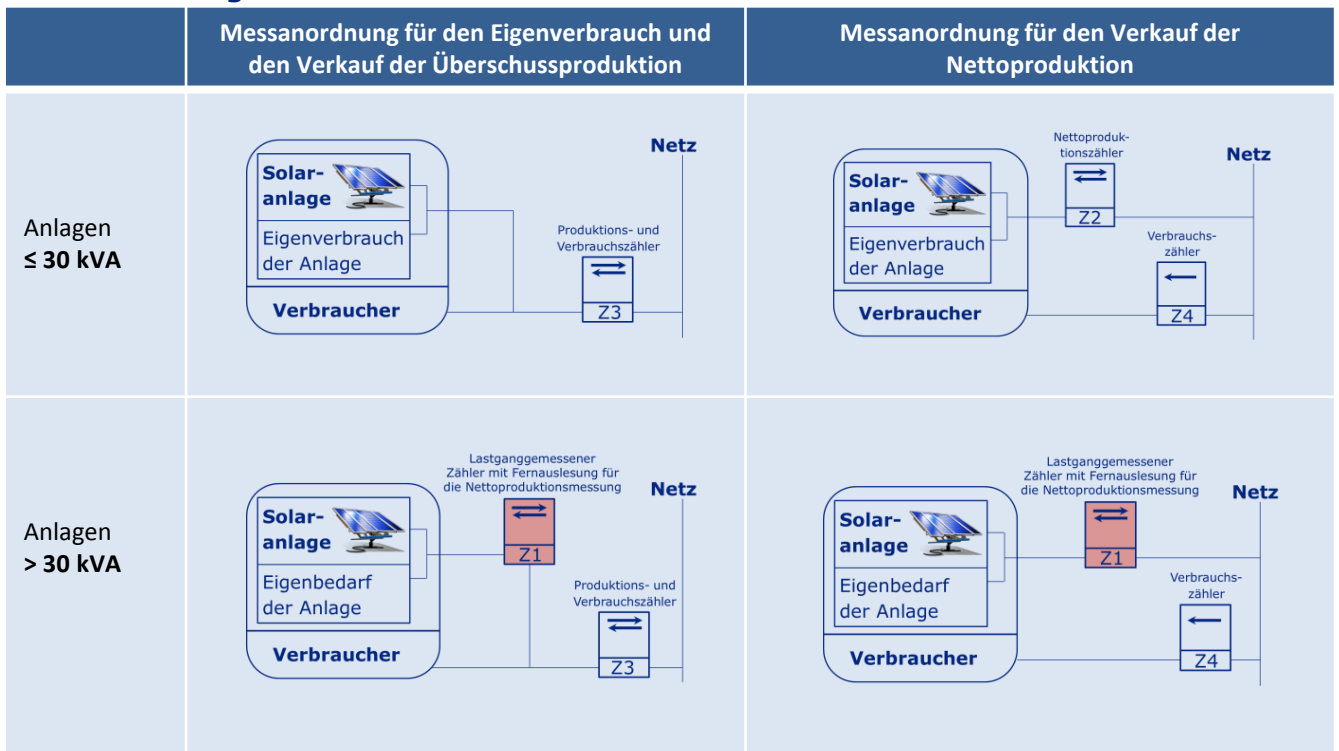 Messanordnung für den Eigenverbrauch und
den Verkauf der Überschussproduktion
Messanordnung für den Verkauf der
Nettoproduktion
Anlagen
≤ 30 kVA
Solar-
anlage
Eigenverbrauch
der Anlage
Verbraucher
Produktions- und
Verbrauchszähler
Z3
Netz
Solar-
anlage
Eigenverbrauch
der Anlage
Verbraucher
Nettoproduk-
tionszähler
Z2
Verbrauchs-
zähler
Z4
Netz
Anlagen
> 30 kVA
Solar-
anlage
Eigenbedarf
der Anlage
Verbraucher
Lastganggemessener
Zähler mit Fernauslesung für
die Nettoproduktionsmessung
Z1
Produktions- und
Verbrauchszähler
Z3
Netz
Solar-
anlage
Eigenbedarf
der Anlage
Verbraucher
Lastganggemessener
Zähler mit Fernauslesung für
die Nettoproduktionsmessung
Z1
Verbrauchs-
zähler
Z4
Netz